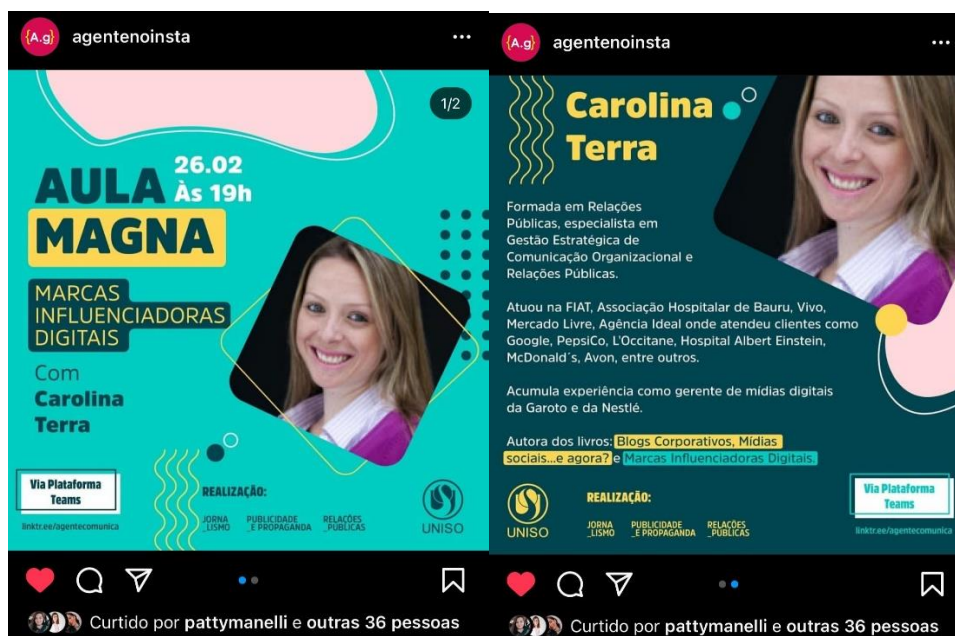 {A.g} agentenoinsta
1/2
AULA
26.02
Às 19h
MAGNA
MARCAS
INFLUENCIADORAS
DIGITAIS
Com
Carolina
Terra
Via Plataforma
Teams
linktr.ee/agentecomunica
REALIZAÇÃO:
JORNA
_LISMO
PUBLICIDADE
_E PROPAGANDA
RELAÇÕES
_PÚBLICAS
UNISO
Curtido por pattymanelli e outras 36 pessoas
{A.g} agentenoinsta
Carolina
Terra
Formada em Relações
Públicas, especialista em
Gestão Estratégica de
Comunicação Organizacional e
Relações Públicas.
Atuou na FIAT, Associação Hospitalar de Bauru, Vivo,
Mercado Livre, Agência Ideal onde atendeu clientes como
Google, PepsiCo, L'Occitane, Hospital Albert Einstein,
McDonald´s, Avon, entre outros.
Acumula experiência como gerente de mídias digitais
da Garoto e da Nestlé.
Autora dos livros: Blogs Corporativos, Mídias
sociais...e agora? e Marcas Influenciadoras Digitais.
UNISO
REALIZAÇÃO:
JORNA
_LISMO
PUBLICIDADE
_E PROPAGANDA
RELAÇÕES
_PÚBLICAS
Via Plataforma
Teams
linktr.ee/agentecomunica
Curtido por pattymanelli e outras 36 pessoas